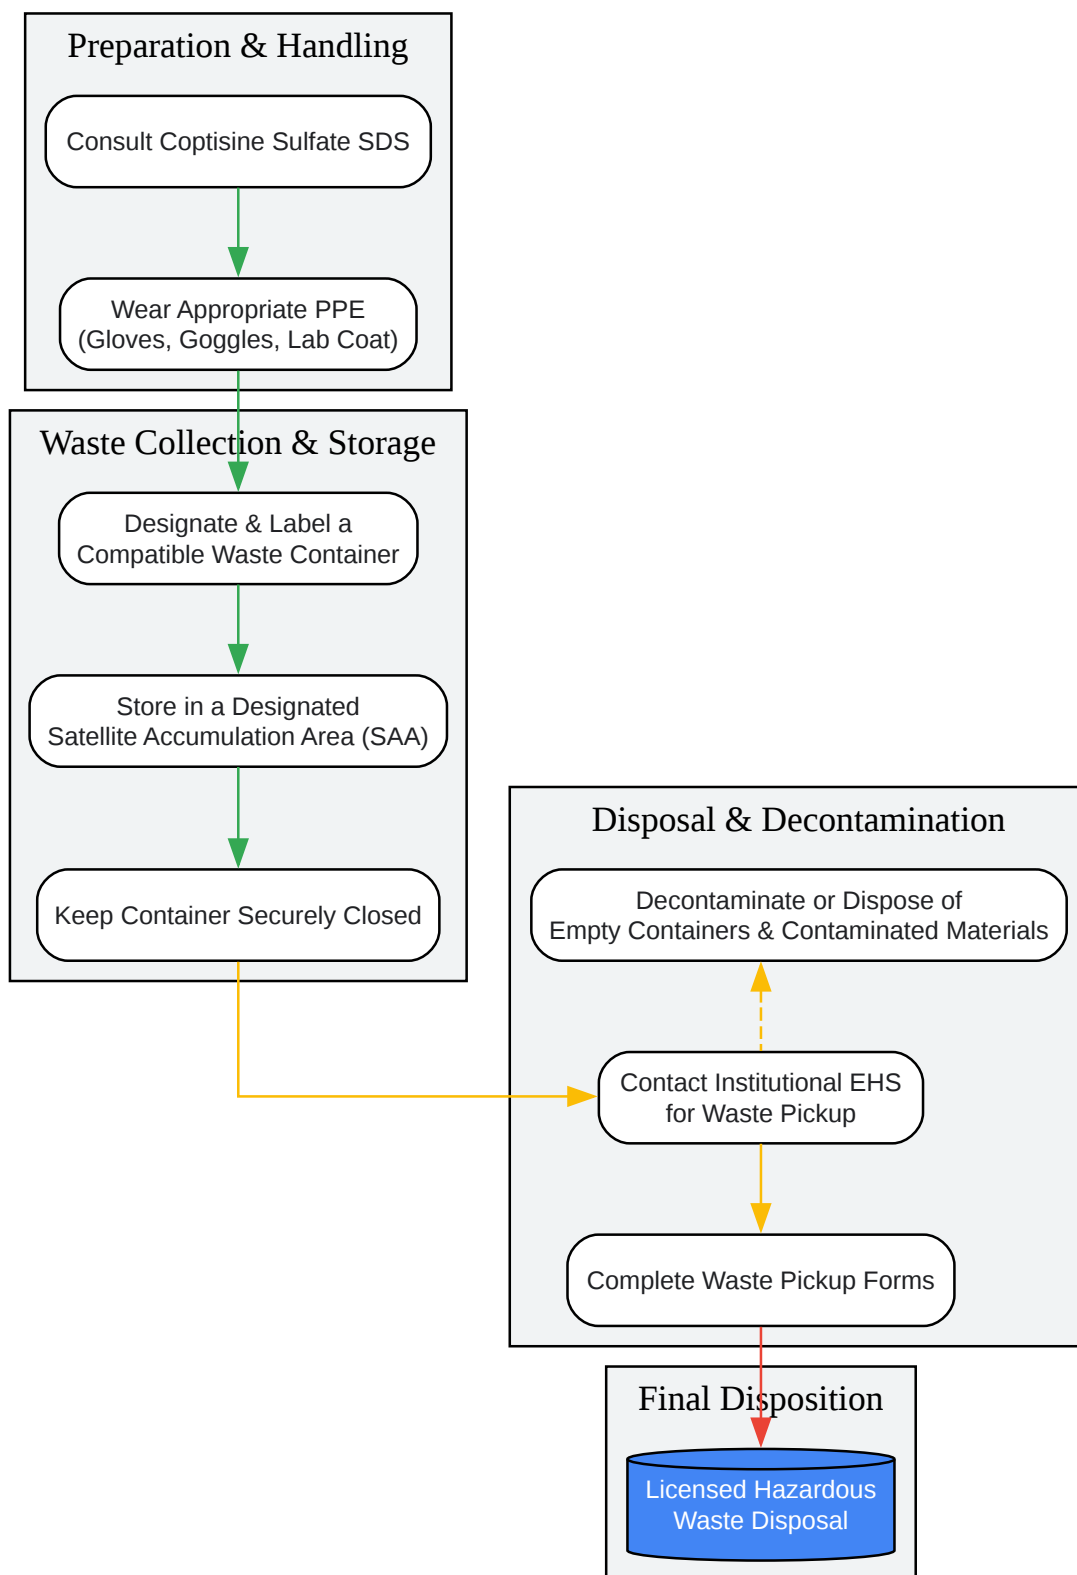 Preparation & Handling
Consult Coptisine Sulfate SDS
Wear Appropriate PPE
(Gloves, Goggles, Lab Coat)
Waste Collection & Storage
Designate & Label a
Compatible Waste Container
Store in a Designated
Satellite Accumulation Area (SAA)
Keep Container Securely Closed
Disposal & Decontamination
Decontaminate or Dispose of
Empty Containers & Contaminated Materials
Contact Institutional EHS
for Waste Pickup
Complete Waste Pickup Forms
Final Disposition
Licensed Hazardous
Waste Disposal